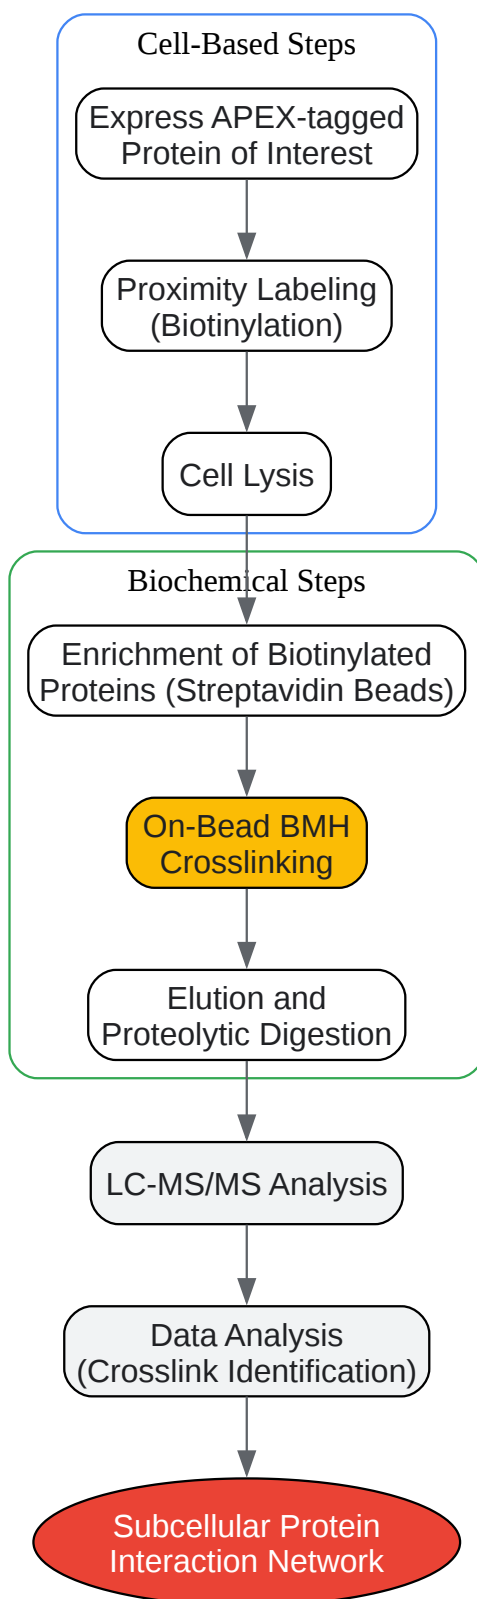 Cell-Based Steps
Express APEX-tagged
Protein of Interest
Proximity Labeling
(Biotinylation)
Cell Lysis
Biochemical Steps
Enrichment of Biotinylated
Proteins (Streptavidin Beads)
On-Bead BMH
Crosslinking
Elution and
Proteolytic Digestion
LC-MS/MS Analysis
Data Analysis
(Crosslink Identification)
Subcellular Protein
Interaction Network